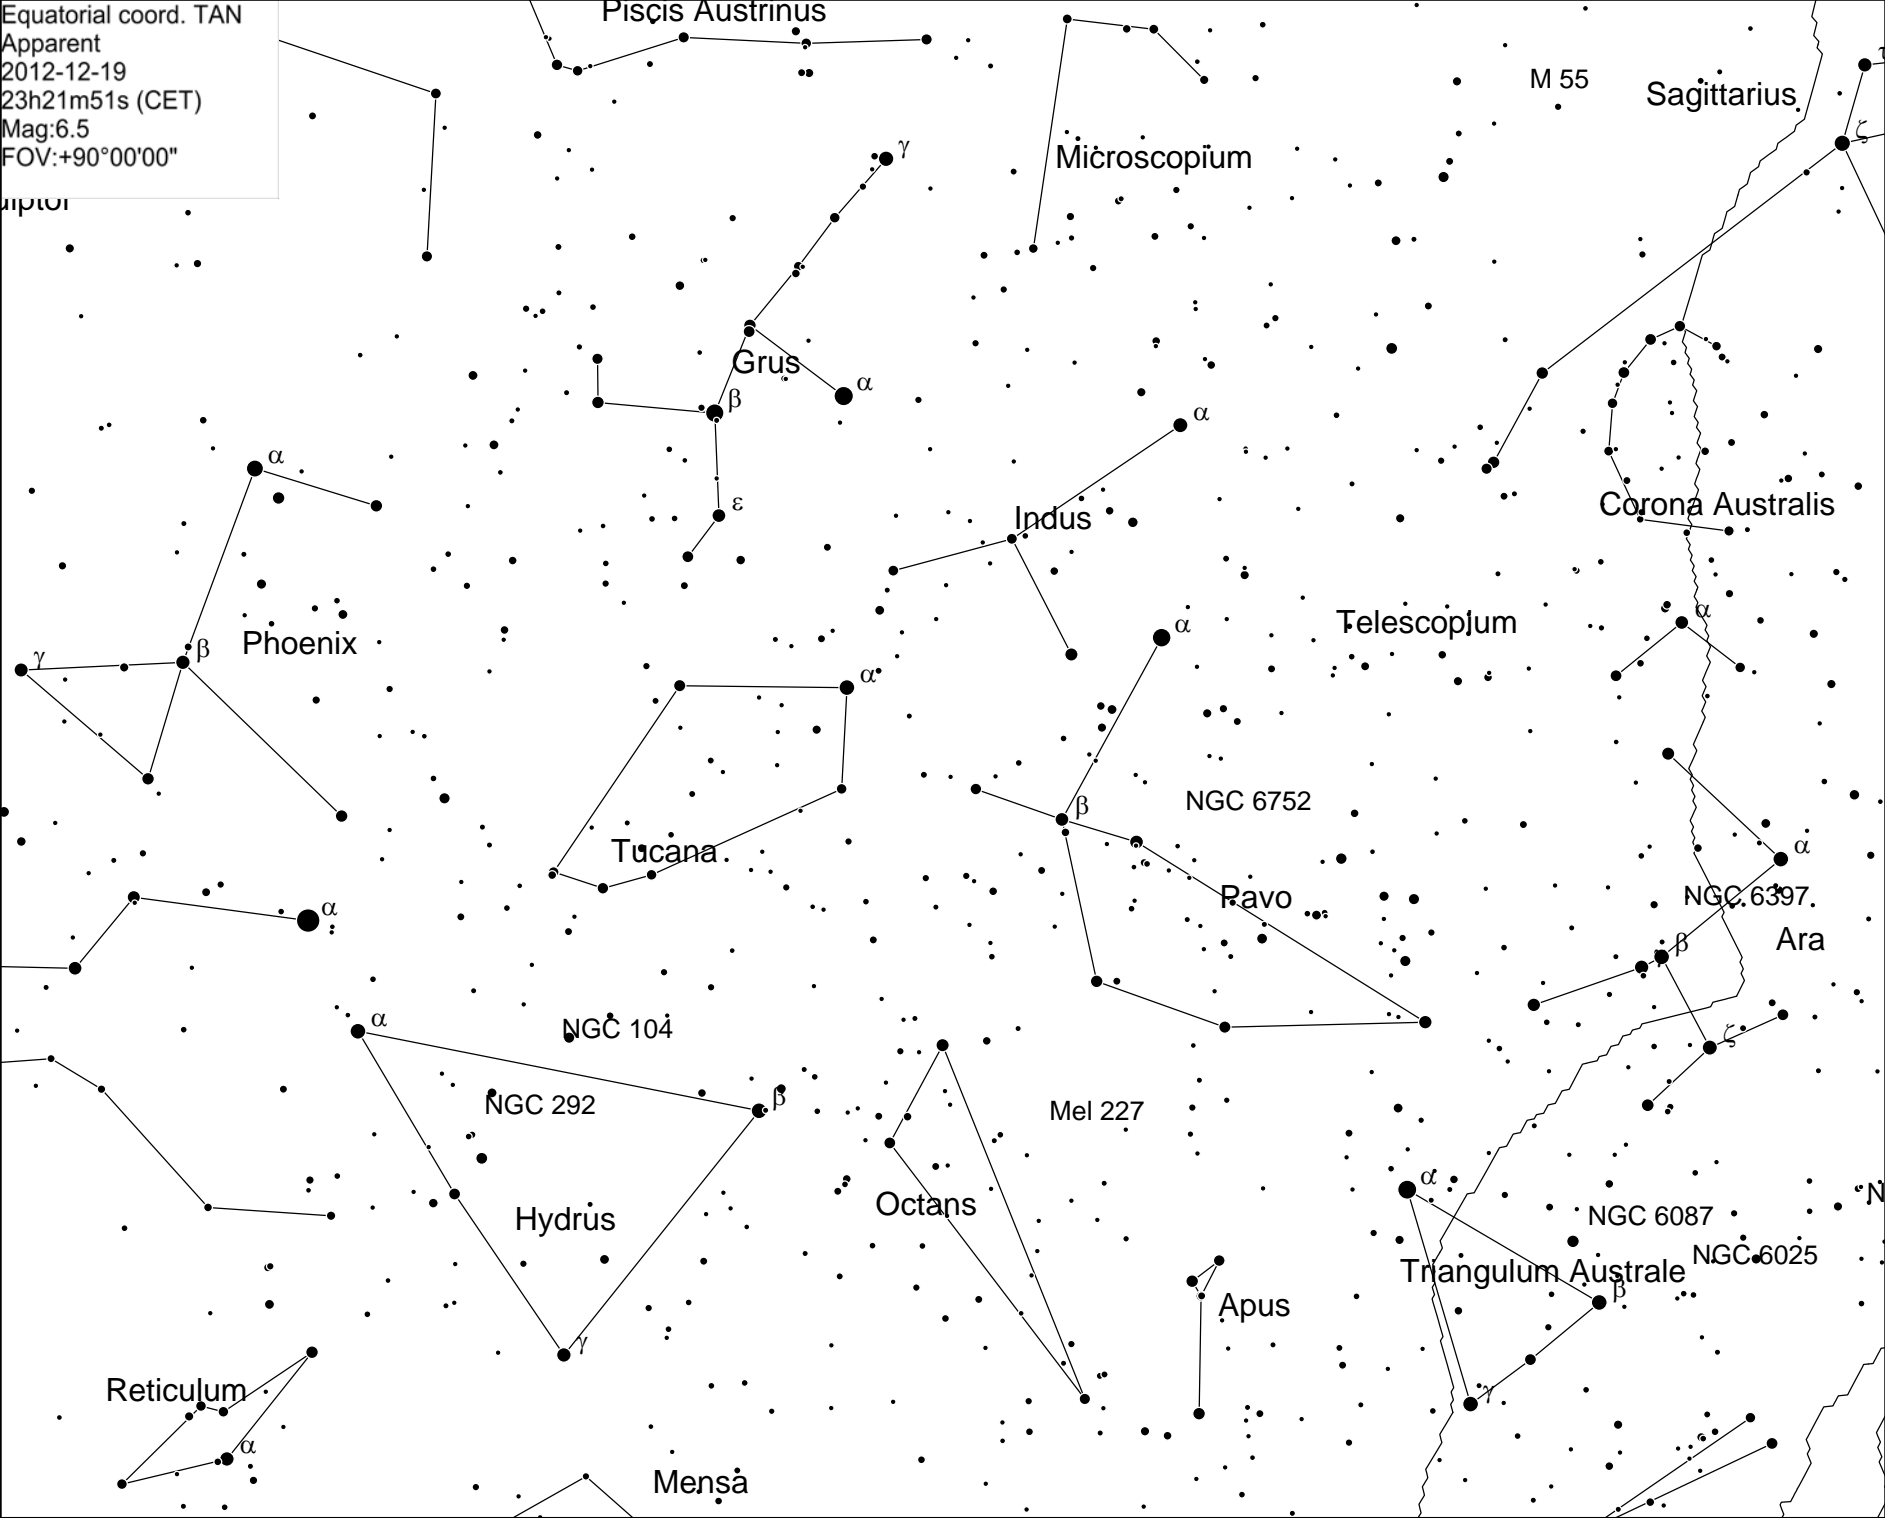 Equatorial coord. TAN
Apparent
2012-12-19
23h21m51s (CET)
Mag:6.5
FOV:+90°00'00"
Piscis Austrinus
M 55
Sagittarius
ζ
γ
Microscopium
Grus
α
β
α
α
ε
Indus
Corona Australis
α
Telescopium
α
Phoenix
β
γ
α
α
NGC 6752
β
Tucana
α
Pavo
NGC 6397
α
β
Ara
α
NGC 104
ζ
NGC 292
β
Mel 227
α
Hydrus
Octans
NGC 6087
NGC 6025
Triangulum Australe
β
Apus
γ
Reticulum
γ
α
Mensa